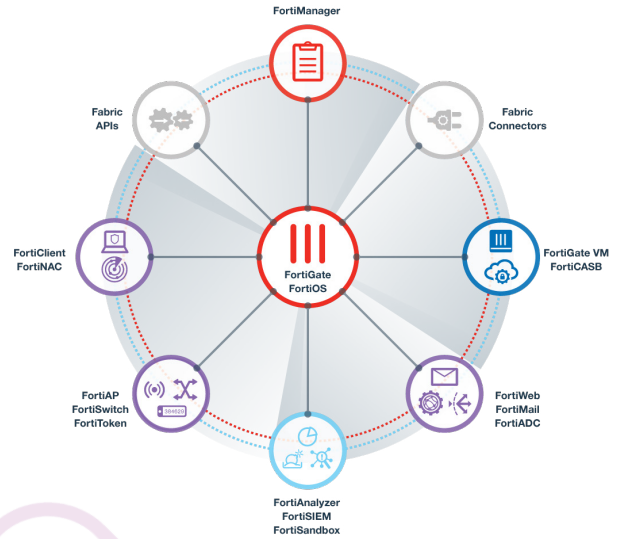 FortiManager
Fabric
APIs
Fabric
Connectors
FortiClient
FortiNAC
FortiGate
FortiOS
FortiGate VM
FortiCASB
FortiAP
FortiSwitch
FortiToken
384629
FortiWeb
FortiMail
FortiADC
FortiAnalyzer
FortiSIEM
FortiSandbox